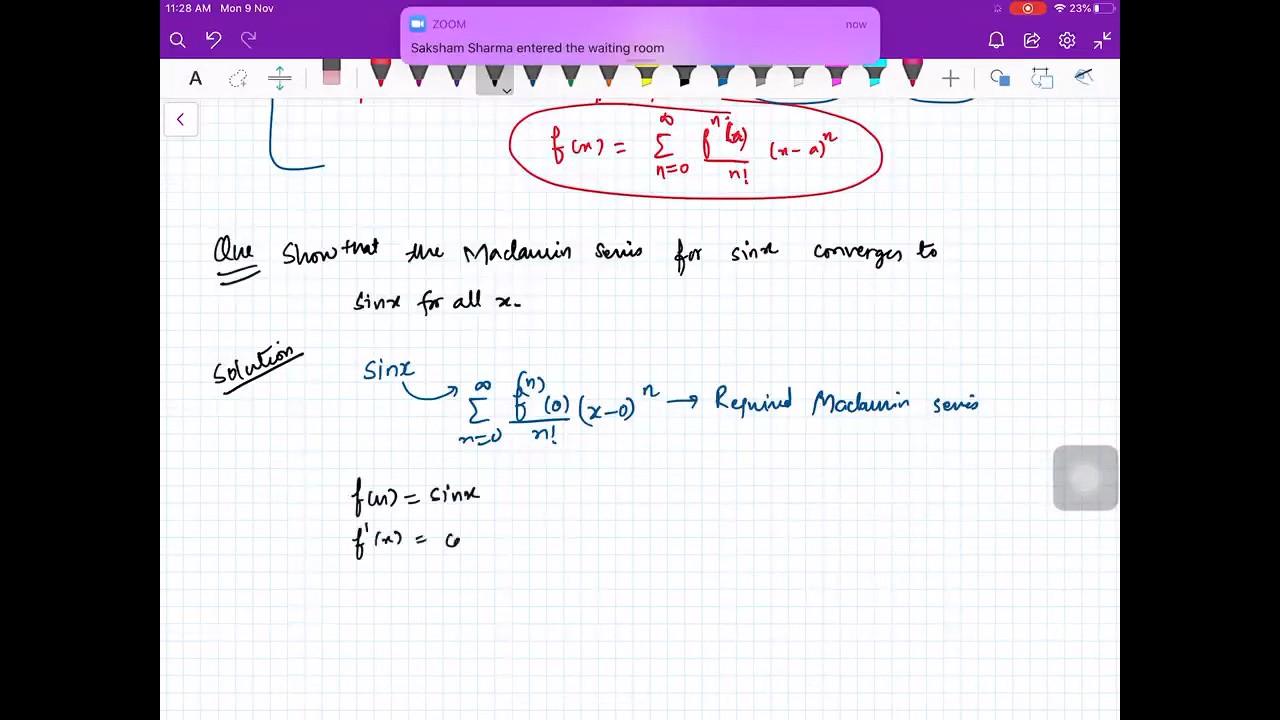 11:28 AM Mon 9 Nov
23%
ZOOM now
Saksham Sharma entered the waiting room
A
f(x) = ∞ Σ n=0 fⁿ(a) / n! (x-a)ⁿ
Que Show that the Maclaurin series for sinx converges to
sinx for all x.
Solution
sinx
∞ Σ n=0 f⁽ⁿ⁾(0) / n! (x-0)ⁿ → Required Maclaurin series
f(x) = sinx
f'(x) = c